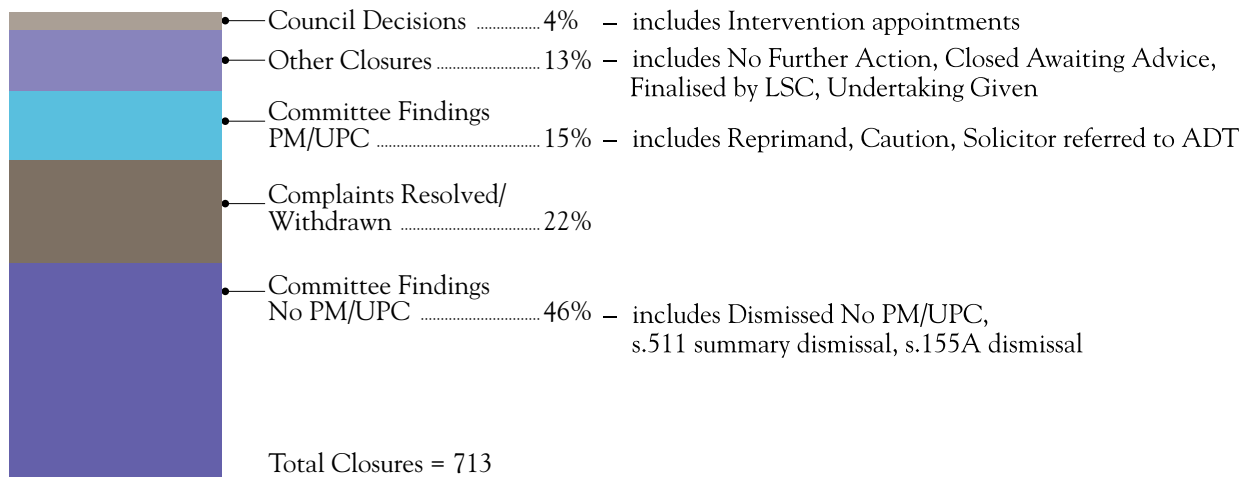 Council Decisions ................ 4% – includes Intervention appointments
Other Closures .......................... 13% – includes No Further Action, Closed Awaiting Advice,
Finalised by LSC, Undertaking Given
Committee Findings
PM/UPC ......................................... 15% – includes Reprimand, Caution, Solicitor referred to ADT
Complaints Resolved/
Withdrawn ................................... 22%
Committee Findings
No PM/UPC .............................. 46% – includes Dismissed No PM/UPC,
s.511 summary dismissal, s.155A dismissal
Total Closures = 713